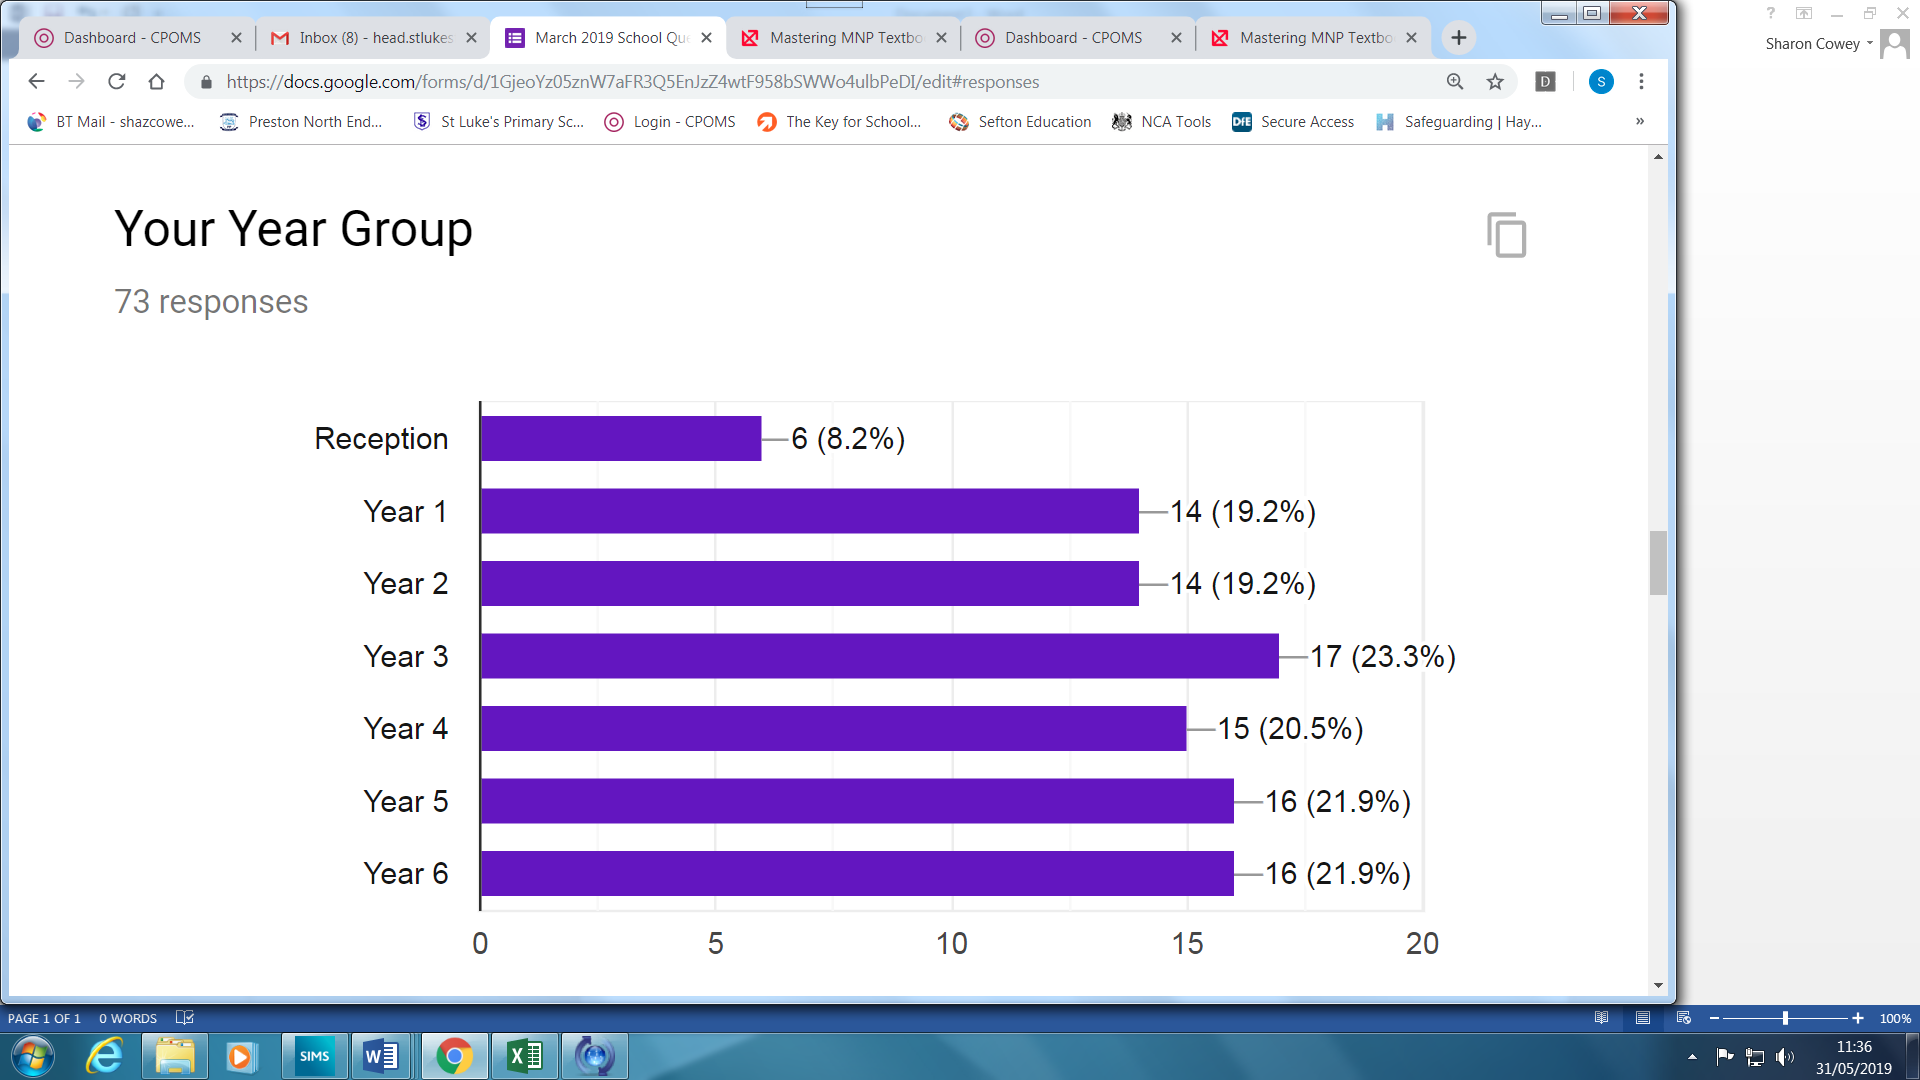 Dashboard - CPOMS
Inbox (8) - head.stlukes
March 2019 School Que
Mastering MNP Textbo
Dashboard - CPOMS
Mastering MNP Textbo
Sharon Cowey
https://docs.google.com/forms/d/1GjeoYz05znW7aFR3Q5EnJzZ4wtF958bSWWo4ulbPeDI/edit#responses
D
S
BT Mail - shazcowe...
Preston North End...
St Luke's Primary Sc...
Login - CPOMS
The Key for School...
Sefton Education
NCA Tools
DfE
Secure Access
Safeguarding | Hay...
»
Your Year Group
73 responses
Reception 6 (8.2%)
Year 1 14 (19.2%)
Year 2 14 (19.2%)
Year 3 17 (23.3%)
Year 4 15 (20.5%)
Year 5 16 (21.9%)
Year 6 16 (21.9%)
0 5 10 15 20
PAGE 1 OF 1 0 WORDS 100%
SIMS
11:36
31/05/2019